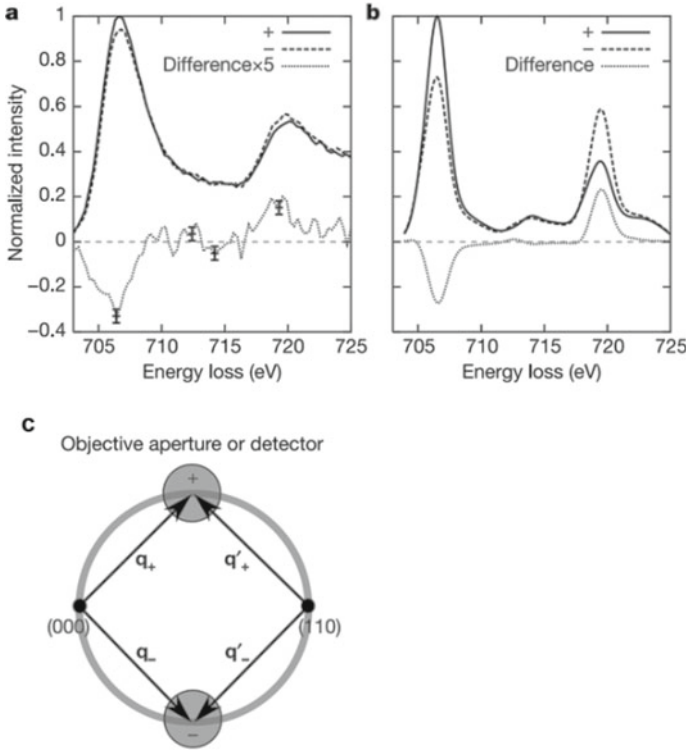 a
b
+
−
Difference×5
+
−
Difference
Normalized intensity
1
0.8
0.6
0.4
0.2
0
−0.2
−0.4
705 710 715 720 725
705 710 715 720 725
Energy loss (eV)
Energy loss (eV)
c
Objective aperture or detector
+
q+
q′+
(000)
(110)
q−
q′−
−